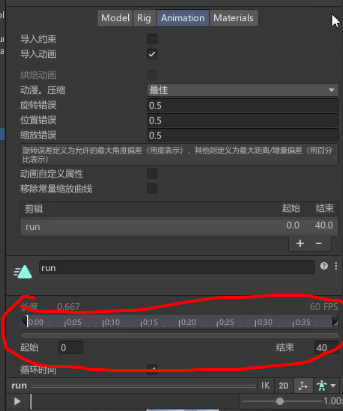 Model Rig Animation Materials
导入约束
导入动画
烘焙动画
动漫。压缩 最佳
旋转错误 0.5
位置错误 0.5
缩放错误 0.5
旋转误差定义为允许的最大角度偏差（用度表示），其他则定义为最大距离/增量偏差（用百分比表示）
动画自定义属性
移除常量缩放曲线
剪辑 起始 结束
run 0.0 40.0
+ −
run
长度 0.667 60 FPS
0:00 0:05 0:10 0:15 0:20 0:25 0:30 0:35
起始 0 结束 40
循环时间
run IK 2D
1.00